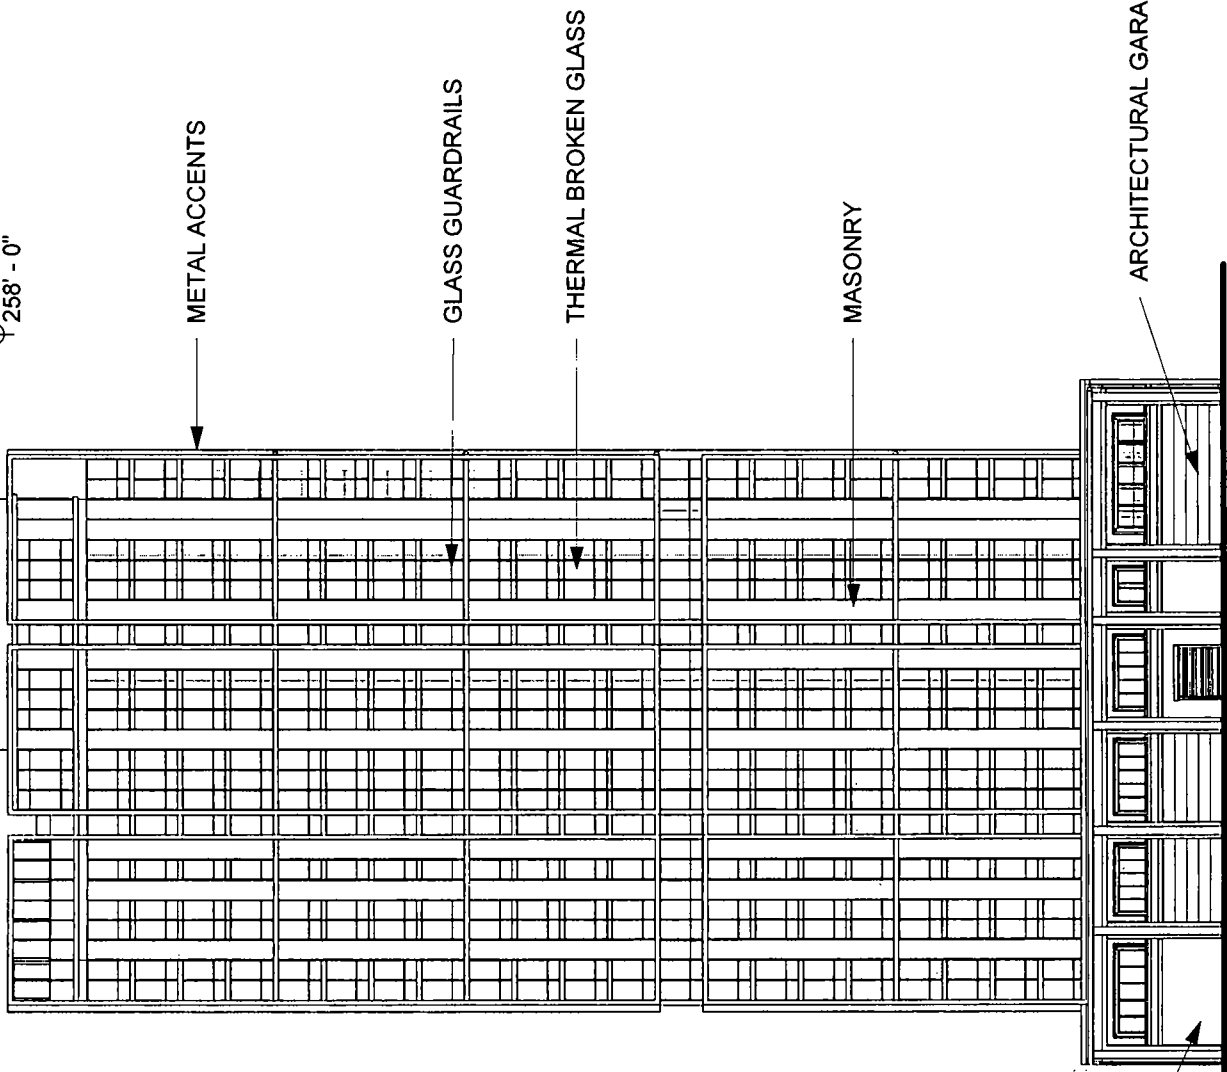 258' - 0"
METAL ACCENTS
GLASS GUARDRAILS
THERMAL BROKEN GLASS
MASONRY
ARCHITECTURAL GARA